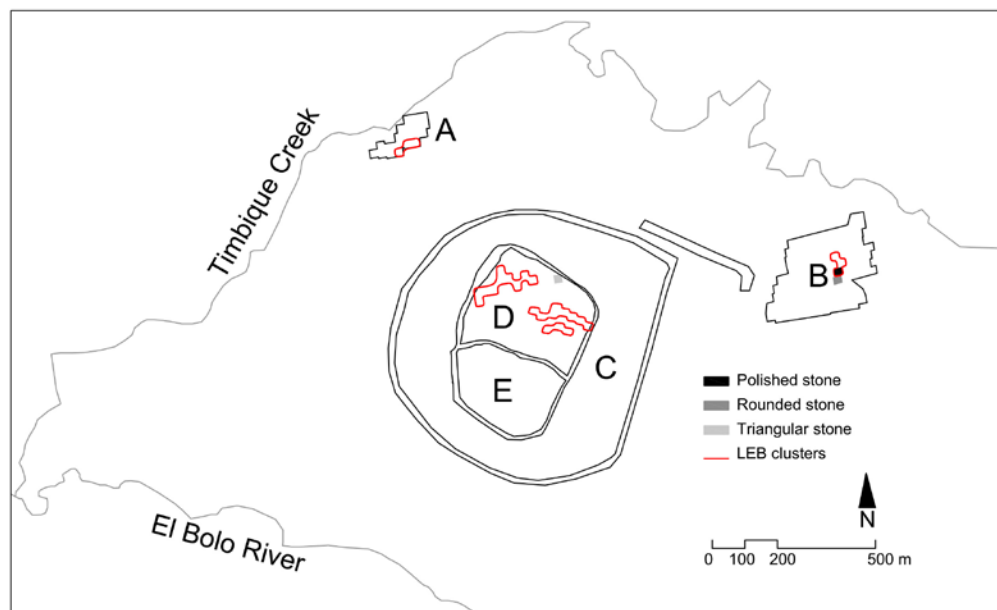 A
Timbique Creek
B
D
C
E
Polished stone
Rounded stone
Triangular stone
LEB clusters
N
0 100 200 500 m
El Bolo River